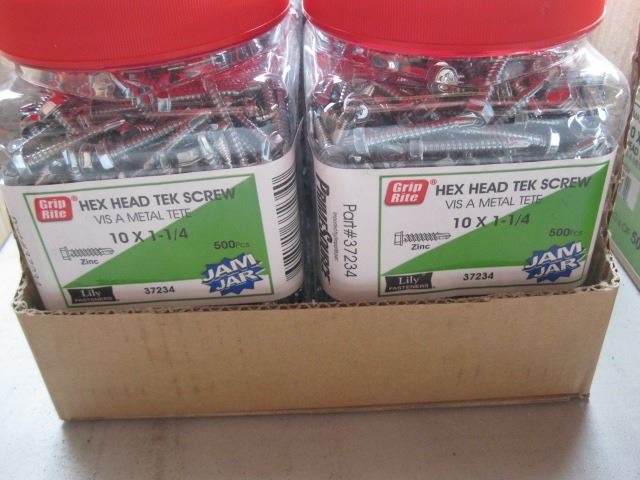 Grip
Rite
HEX HEAD TEK SCREW
VIS A METAL TETE
10 X 1-1/4
500Pcs
Zinc
JAM
JAR
Lily
FASTENERS
37234
Part#37234
Grip
Rite
HEX HEAD TEK SCREW
VIS A METAL TETE
10 X 1-1/4
500Pcs
Zinc
JAM
JAR
Lily
FASTENERS
37234